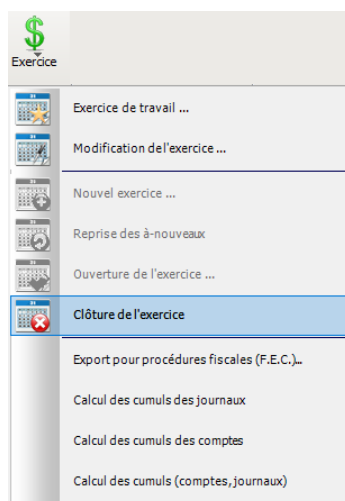 Exercice
Exercice de travail ...
Modification de l'exercice ...
Nouvel exercice ...
Reprise des à-nouveaux
Ouverture de l'exercice ...
Clôture de l'exercice
Export pour procédures fiscales (F.E.C.)...
Calcul des cumuls des journaux
Calcul des cumuls des comptes
Calcul des cumuls (comptes, journaux)